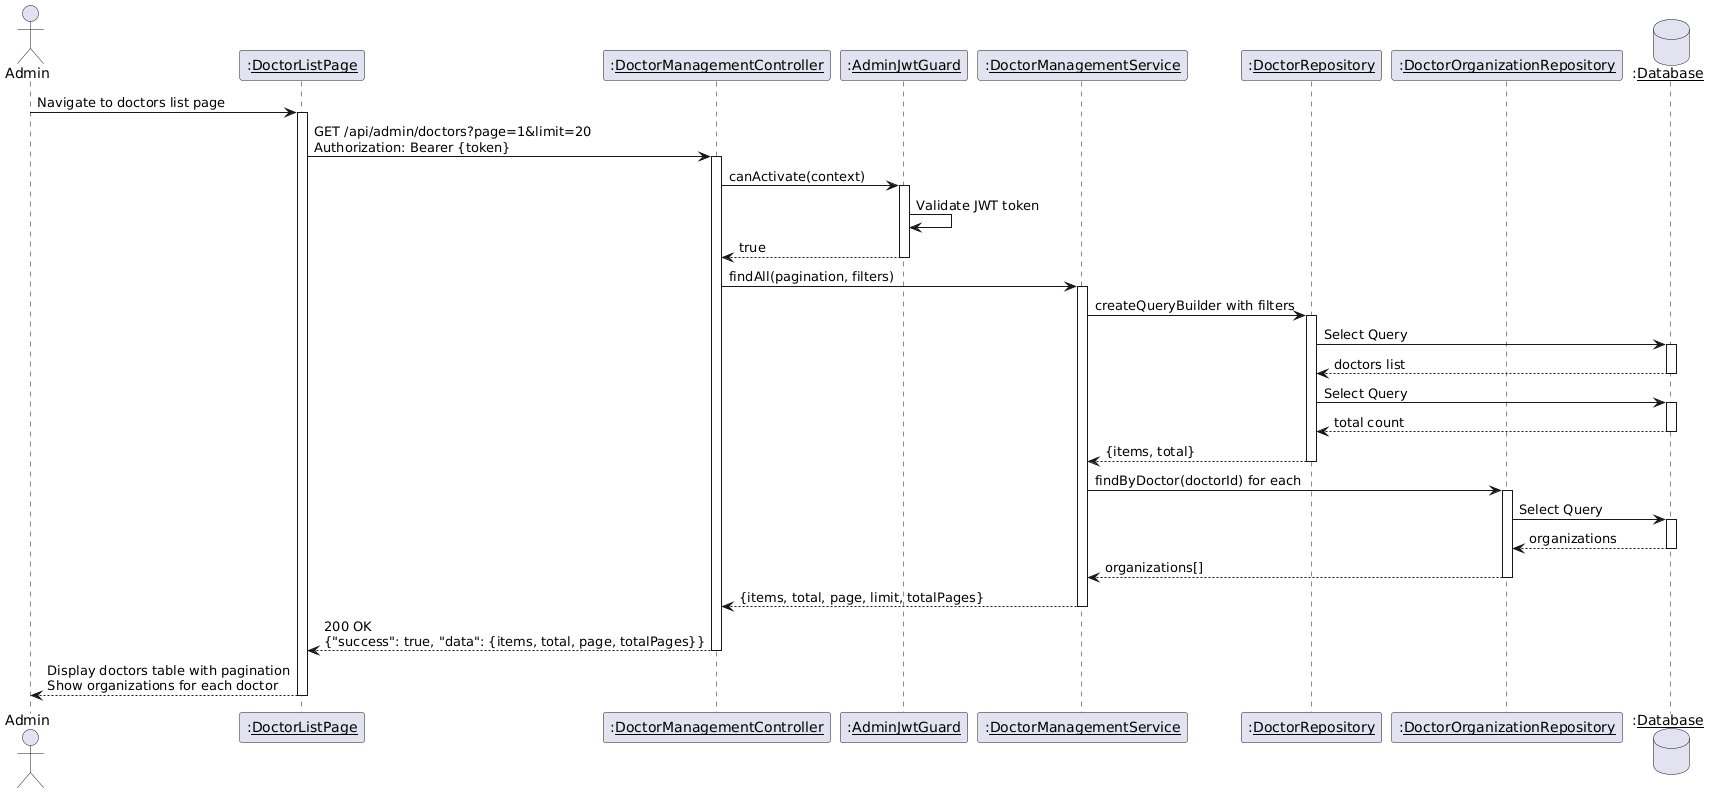 Admin
:DoctorListPage
:DoctorManagementController
:AdminJwtGuard
:DoctorManagementService
:DoctorRepository
:DoctorOrganizationRepository
:Database
Navigate to doctors list page
GET /api/admin/doctors?page=1&limit=20
Authorization: Bearer {token}
canActivate(context)
Validate JWT token
true
findAll(pagination, filters)
createQueryBuilder with filters
Select Query
doctors list
Select Query
total count
{items, total}
findByDoctor(doctorId) for each
Select Query
organizations
organizations[]
{items, total, page, limit, totalPages}
200 OK
{"success": true, "data": {items, total, page, totalPages}}
Display doctors table with pagination
Show organizations for each doctor
Admin
:DoctorListPage
:DoctorManagementController
:AdminJwtGuard
:DoctorManagementService
:DoctorRepository
:DoctorOrganizationRepository
:Database